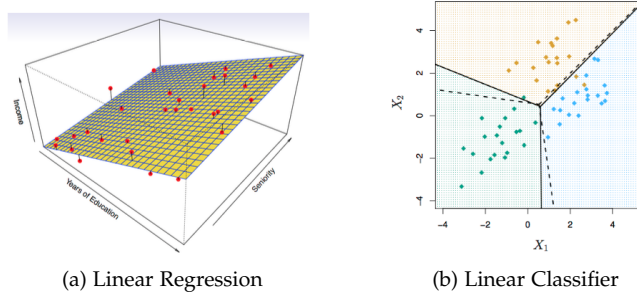 Income
Years of Education
Seniority
(a) Linear Regression
X₂
4
2
0
−2
−4
−4
−2
0
2
4
X₁
(b) Linear Classifier